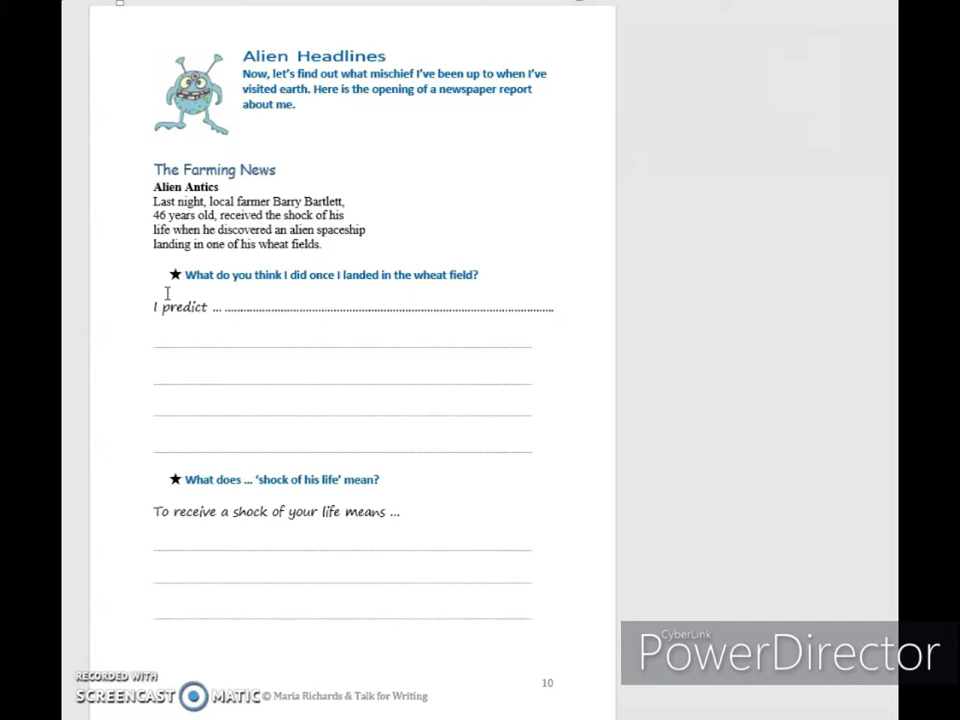 Alien Headlines
Now, let's find out what mischief I've been up to when I've
visited earth. Here is the opening of a newspaper report
about me.
The Farming News
Alien Antics
Last night, local farmer Barry Bartlett,
46 years old, received the shock of his
life when he discovered an alien spaceship
landing in one of his wheat fields.
★ What do you think I did once I landed in the wheat field?
I predict ... ................................................................................
★ What does ... 'shock of his life' mean?
To receive a shock of your life means ...
CyberLink
PowerDirector
10
RECORDED WITH
SCREENCAST MATIC
© Maria Richards & Talk for Writing